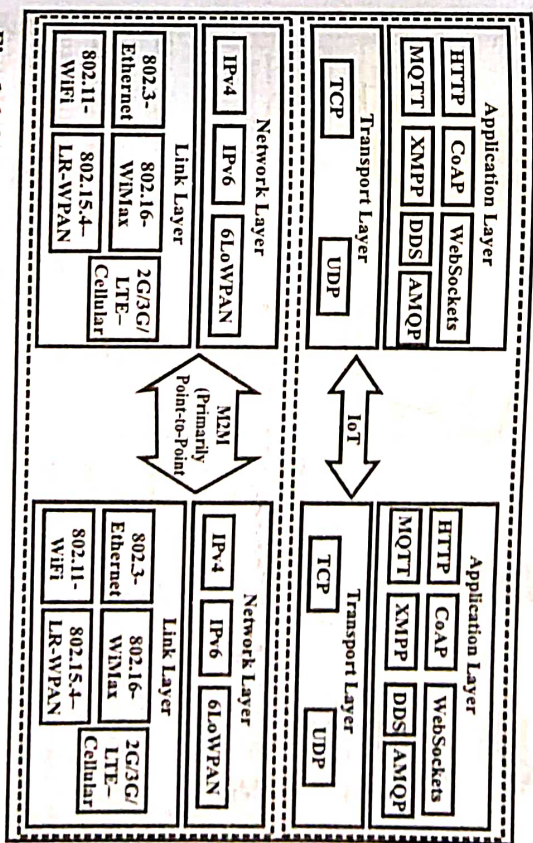 Application Layer
HTTP CoAP WebSockets
MQTT XMPP DDS AMQP
Transport Layer
TCP UDP
Network Layer
IPv4 IPv6 6LoWPAN
Link Layer
802.3-
Ethernet
802.16-
WiMax
2G/3G/
LTE–
Cellular
802.11-
WiFi
802.15.4–
LR-WPAN
IoT
M2M
(Primarily
Point-to-Point
Application Layer
HTTP CoAP WebSockets
MQTT XMPP DDS AMQP
Transport Layer
TCP UDP
Network Layer
IPv4 IPv6 6LoWPAN
Link Layer
802.3-
Ethernet
802.16-
WiMax
2G/3G/
LTE–
Cellular
802.11-
WiFi
802.15.4–
LR-WPAN